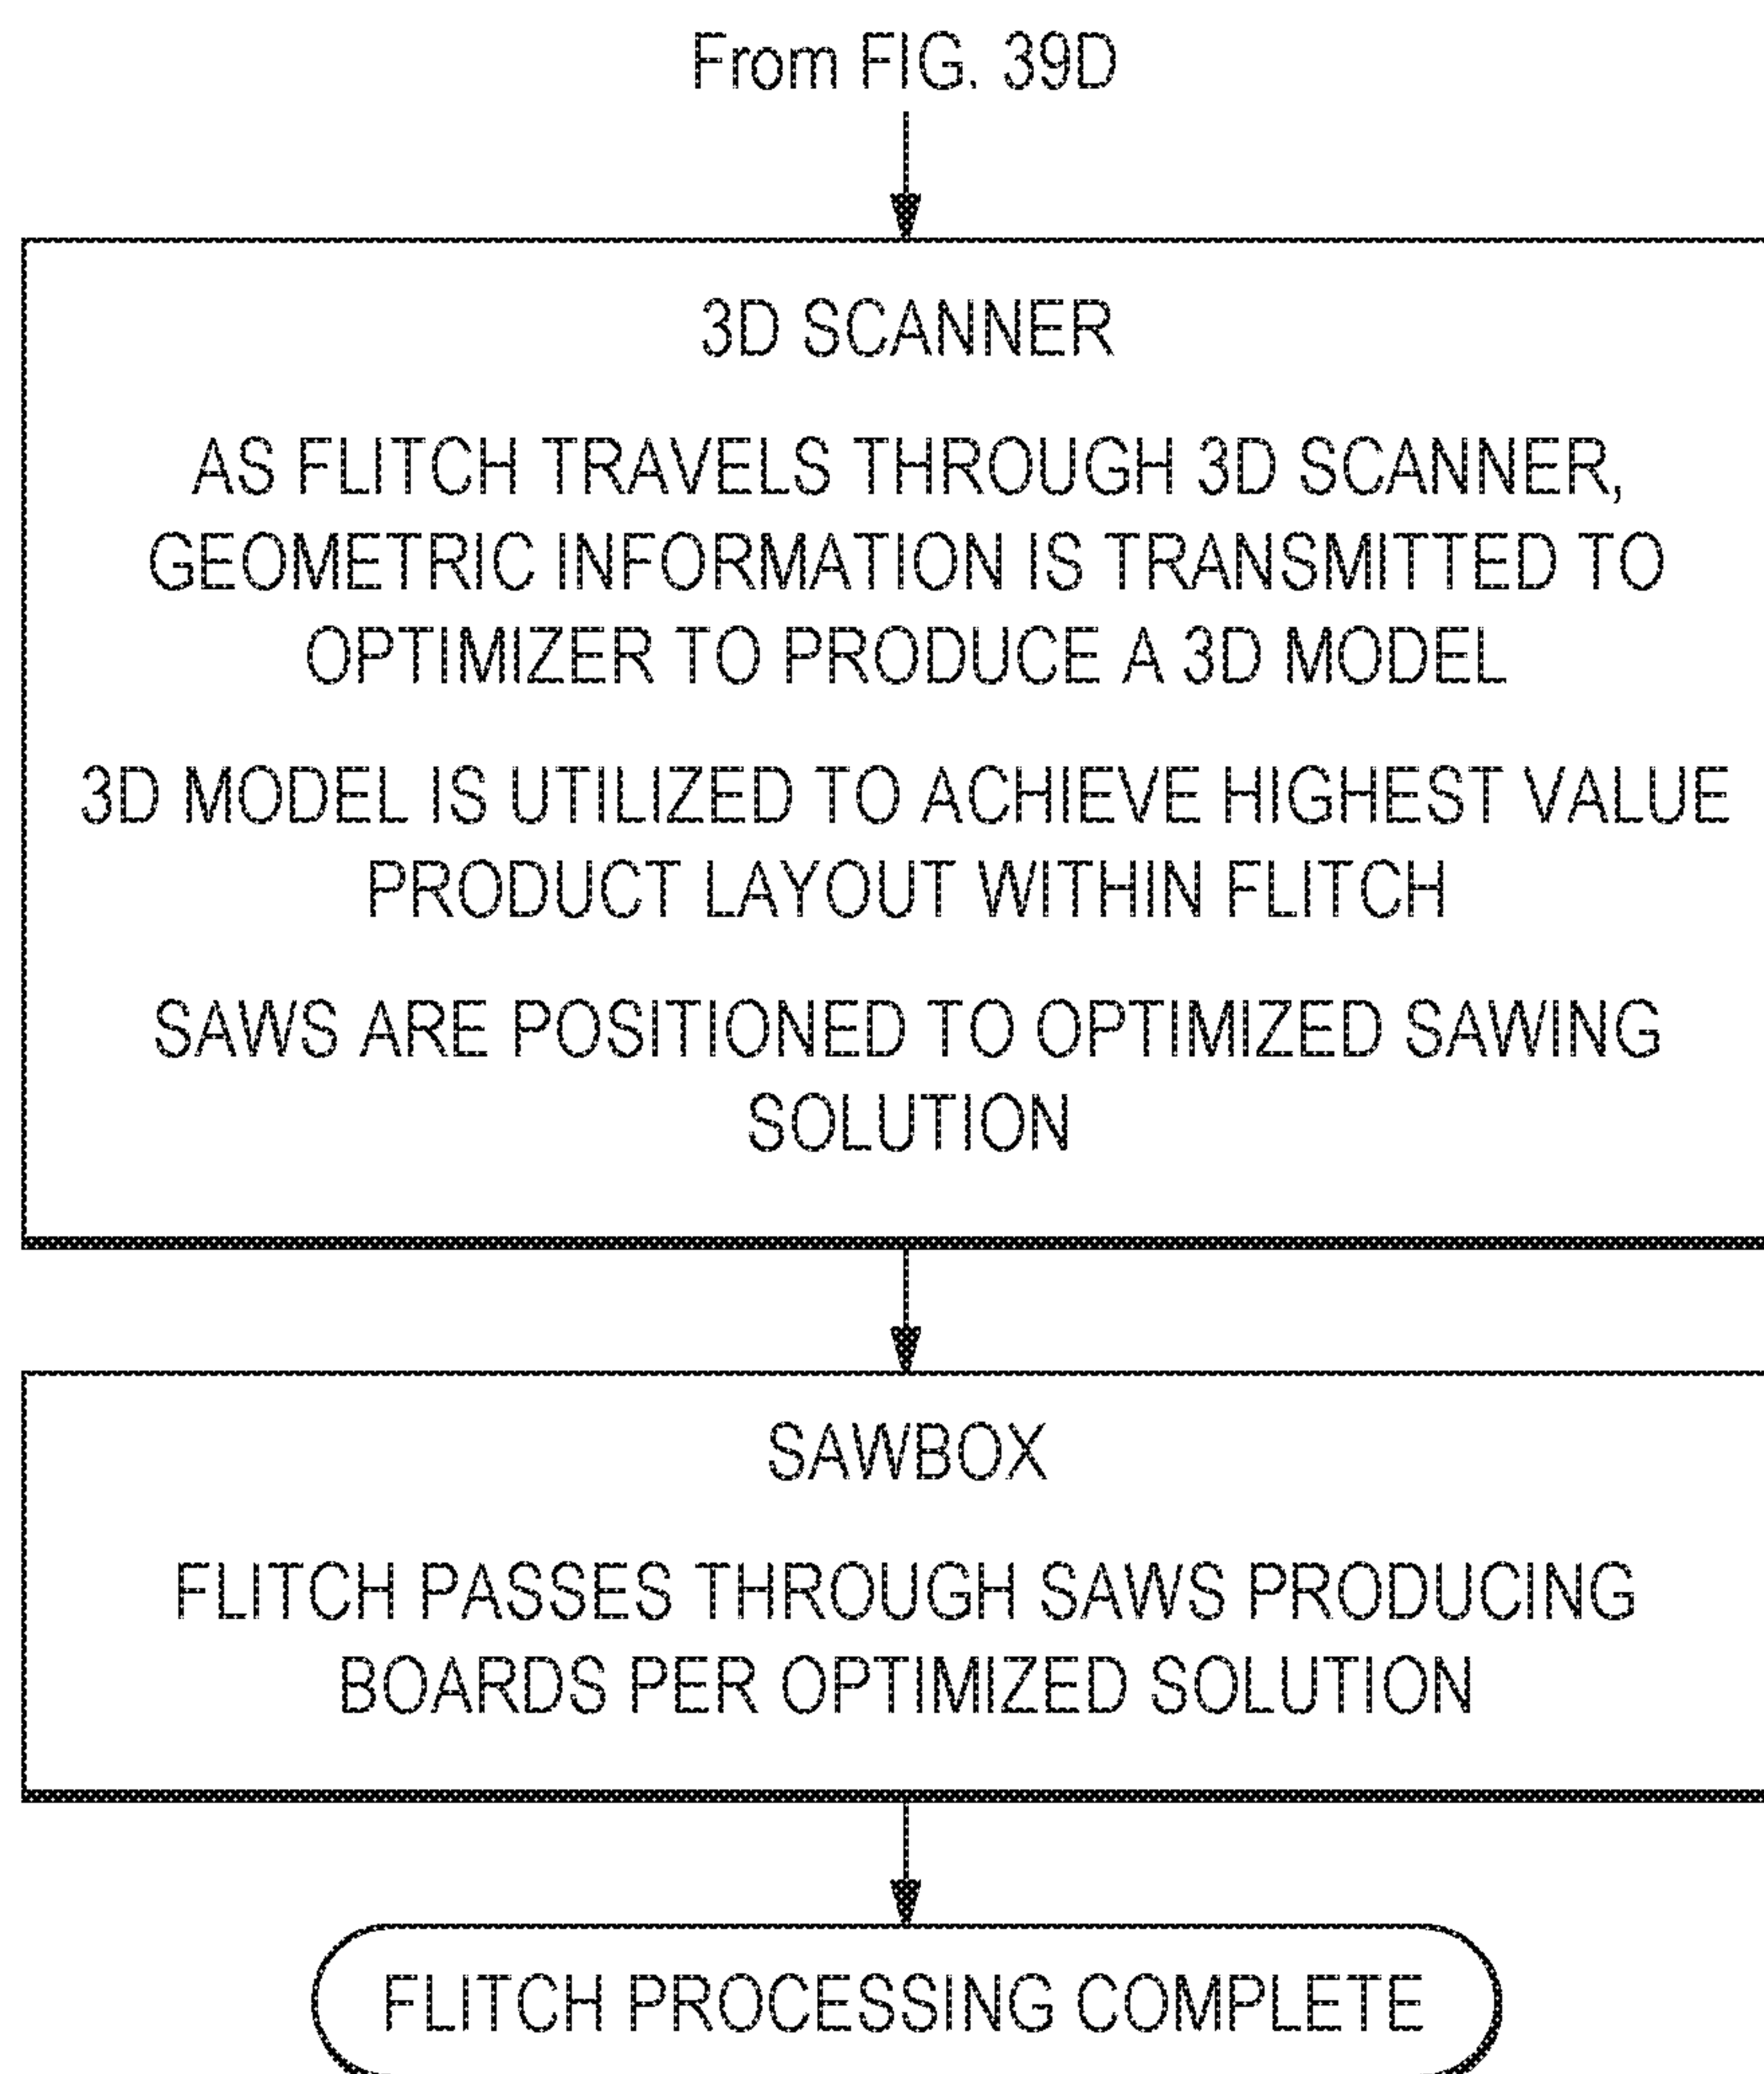 From FIG. 39D
3D SCANNER
AS FLITCH TRAVELS THROUGH 3D SCANNER,
GEOMETRIC INFORMATION IS TRANSMITTED TO
OPTIMIZER TO PRODUCE A 3D MODEL
3D MODEL IS UTILIZED TO ACHIEVE HIGHEST VALUE
PRODUCT LAYOUT WITHIN FLITCH
SAWS ARE POSITIONED TO OPTIMIZED SAWING
SOLUTION
SAWBOX
FLITCH PASSES THROUGH SAWS PRODUCING
BOARDS PER OPTIMIZED SOLUTION
FLITCH PROCESSING COMPLETE